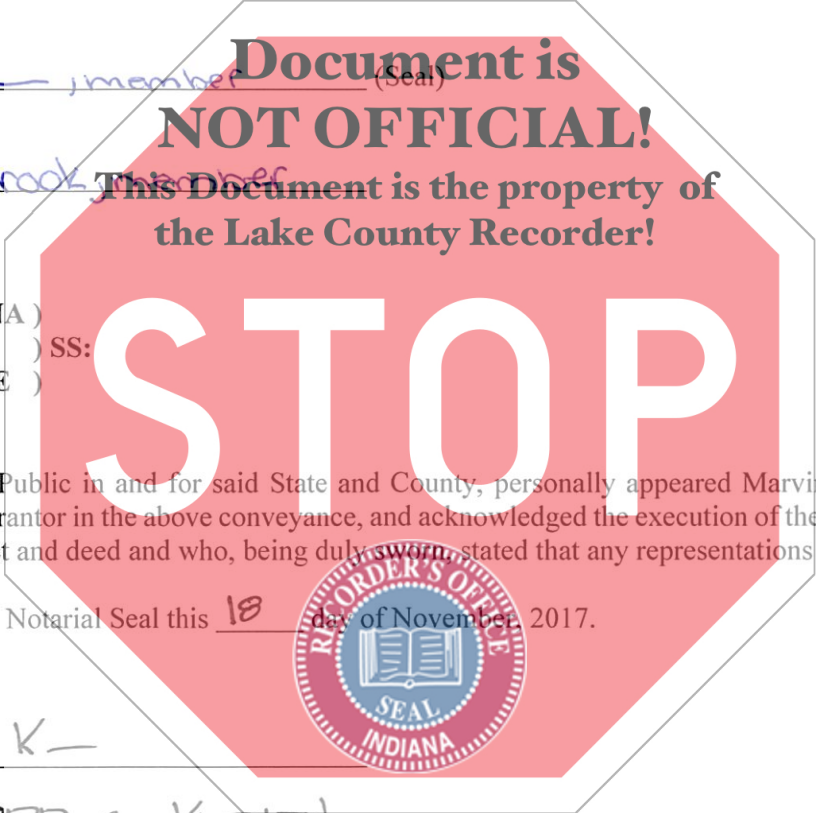 Document is
, member (Seal)
NOT OFFICIAL!
rook, member
This Document is the property of
the Lake County Recorder!
A )
) SS:
E )
STOP
Public in and for said State and County, personally appeared Marvi
rantor in the above conveyance, and acknowledged the execution of the
t and deed and who, being duly sworn, stated that any representations
Notarial Seal this 18 day of November, 2017.
RECORDER'S OFFICE
SEAL
INDIANA
K